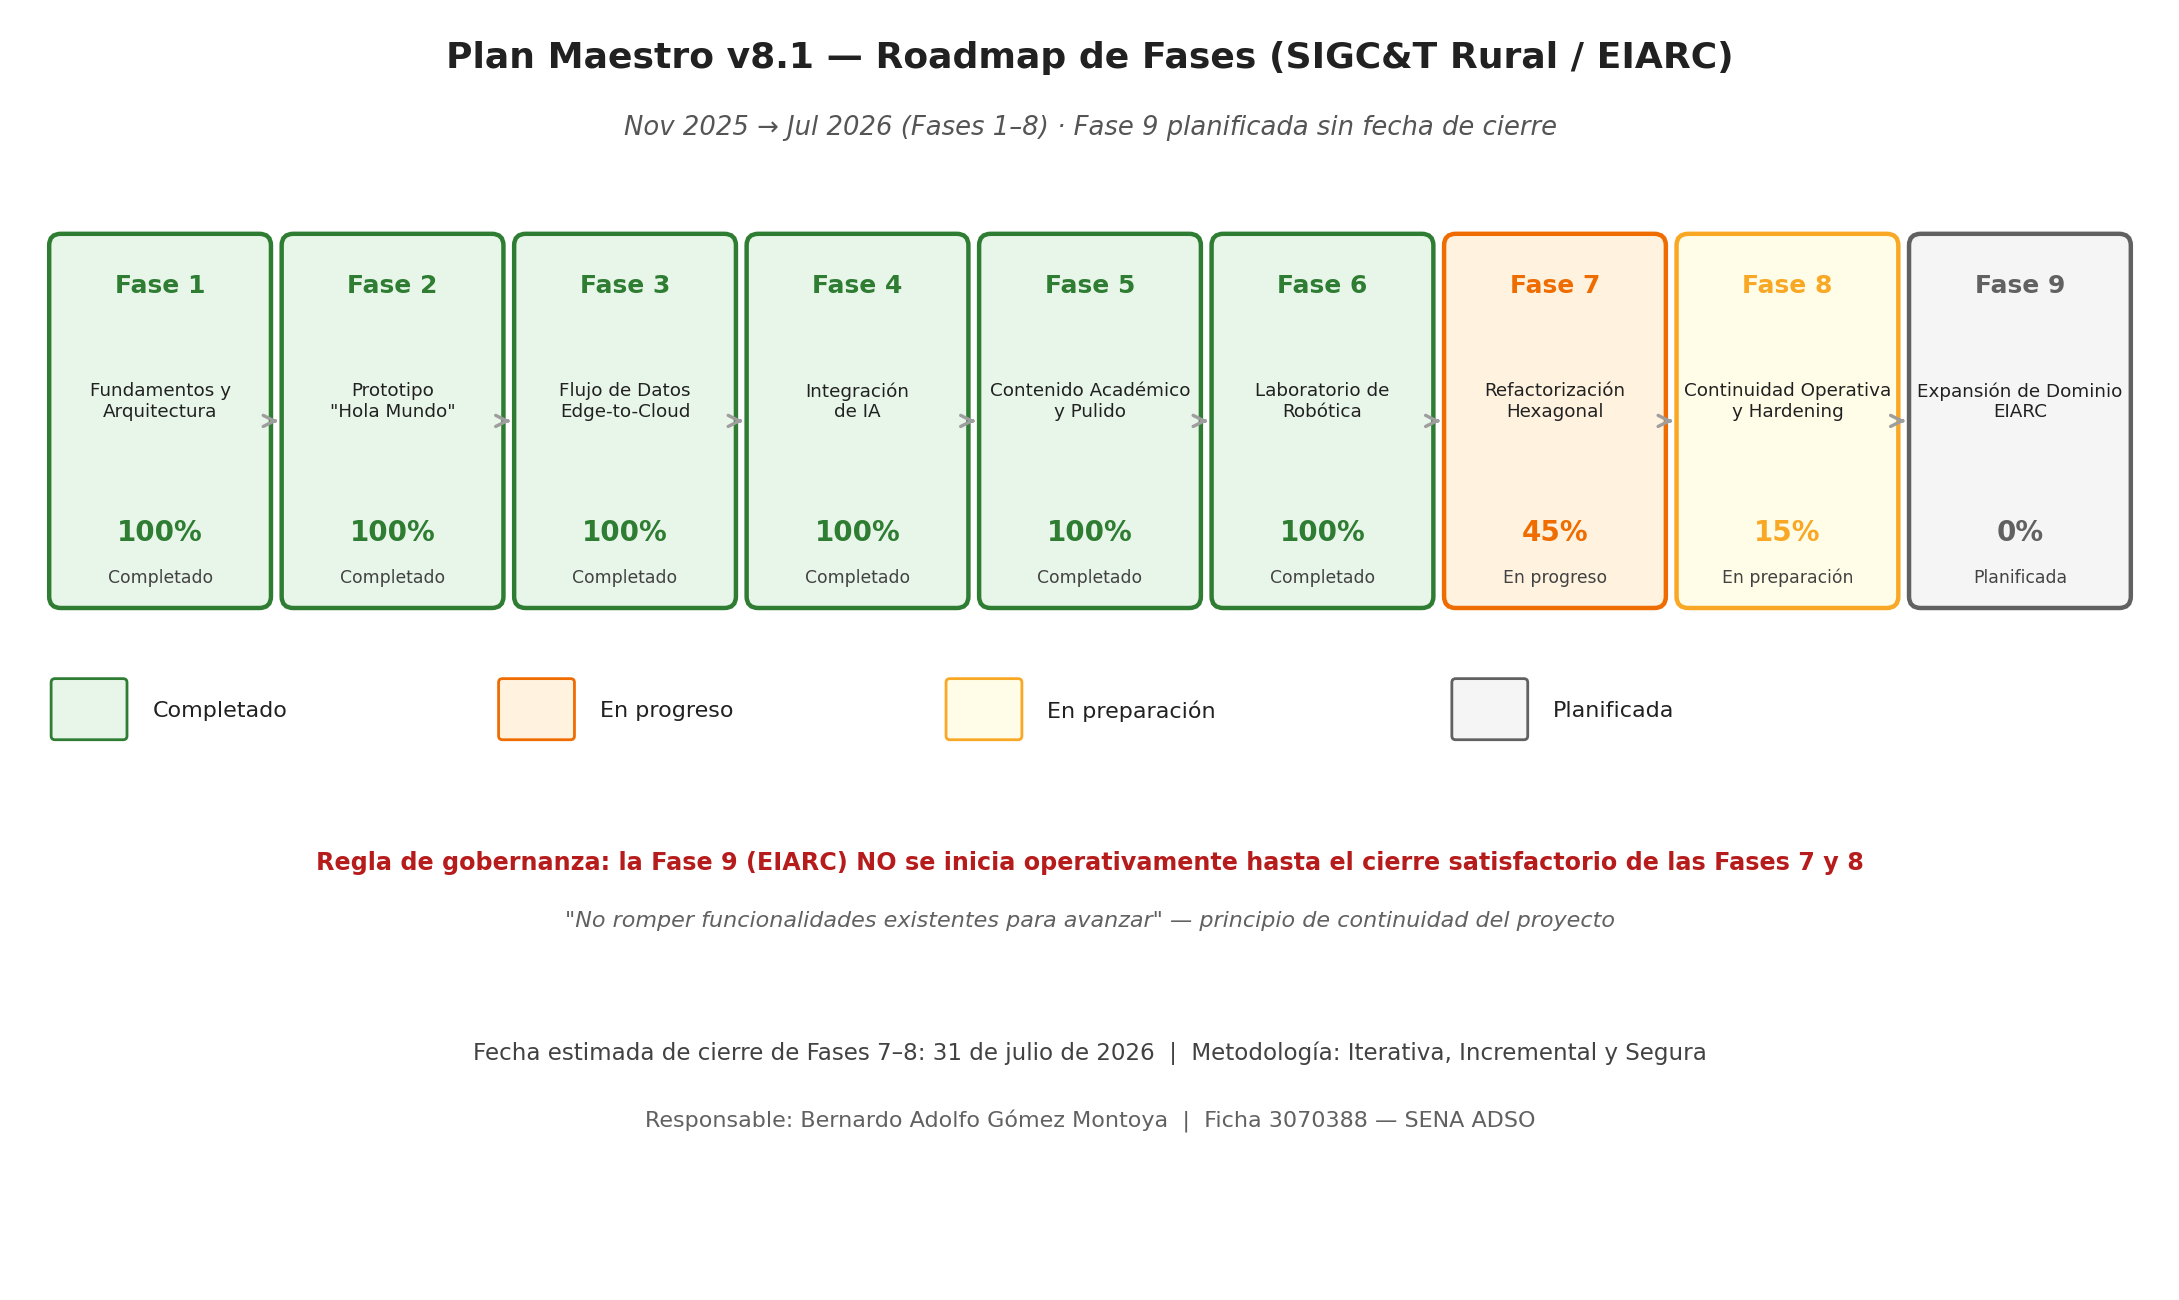 Plan Maestro v8.1 — Roadmap de Fases (SIGC&T Rural / EIARC)
Nov 2025 → Jul 2026 (Fases 1–8) · Fase 9 planificada sin fecha de cierre
Fase 1
Fundamentos y
Arquitectura
100%
Completado
Fase 2
Prototipo
"Hola Mundo"
100%
Completado
Fase 3
Flujo de Datos
Edge-to-Cloud
100%
Completado
Fase 4
Integración
de IA
100%
Completado
Fase 5
Contenido Académico
y Pulido
100%
Completado
Fase 6
Laboratorio de
Robótica
100%
Completado
Fase 7
Refactorización
Hexagonal
45%
En progreso
Fase 8
Continuidad Operativa
y Hardening
15%
En preparación
Fase 9
Expansión de Dominio
EIARC
0%
Planificada
Completado
En progreso
En preparación
Planificada
Regla de gobernanza: la Fase 9 (EIARC) NO se inicia operativamente hasta el cierre satisfactorio de las Fases 7 y 8
"No romper funcionalidades existentes para avanzar" — principio de continuidad del proyecto
Fecha estimada de cierre de Fases 7–8: 31 de julio de 2026 | Metodología: Iterativa, Incremental y Segura
Responsable: Bernardo Adolfo Gómez Montoya | Ficha 3070388 — SENA ADSO